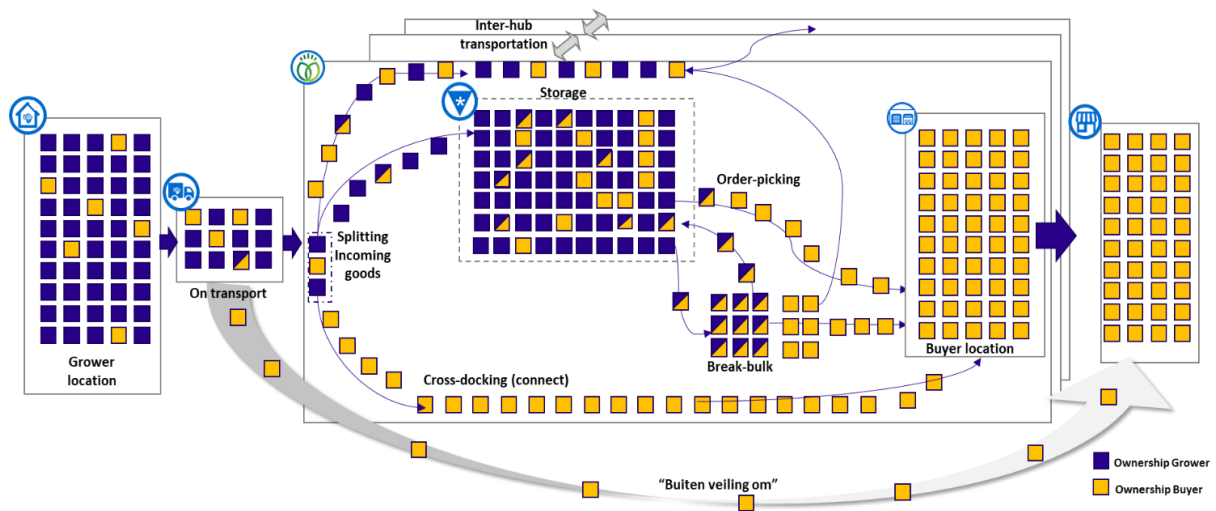 Inter-hub
transportation
Storage
Order-picking
Splitting
Incoming
goods
On transport
Grower
location
Buyer location
Break-bulk
Cross-docking (connect)
“Buiten veiling om”
Ownership Grower
Ownership Buyer